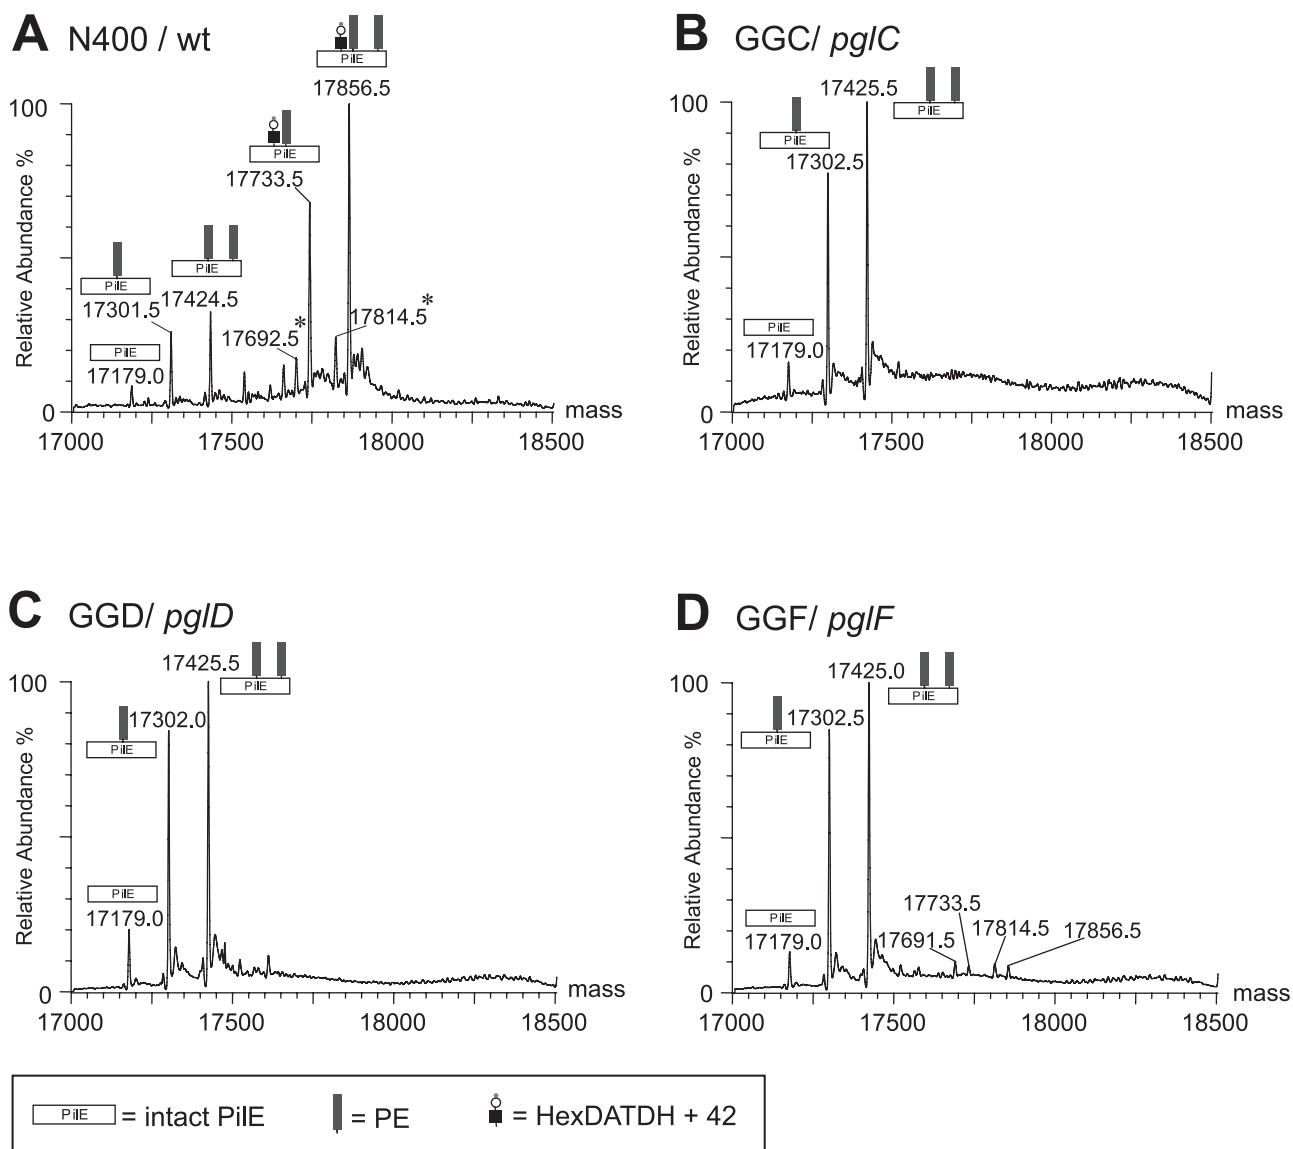 A N400 / wt
PilE
17856.5
100
PilE
17733.5
Relative Abundance %
PilE
17301.5
PilE
17424.5
17692.5 *
17814.5 *
PilE
17179.0
0
mass
17000 17500 18000 18500
B GGC/ pglC
17425.5
PilE
100
PilE
17302.5
Relative Abundance %
PilE
17179.0
0
mass
17000 17500 18000 18500
C GGD/ pglD
17425.5
PilE
100
17302.0
PilE
Relative Abundance %
PilE
17179.0
0
mass
17000 17500 18000 18500
D GGF/ pglF
17425.0
PilE
100
17302.5
PilE
Relative Abundance %
PilE
17179.0
17691.5
17733.5
17814.5
17856.5
0
mass
17000 17500 18000 18500
PilE = intact PilE = PE = HexDATDH + 42